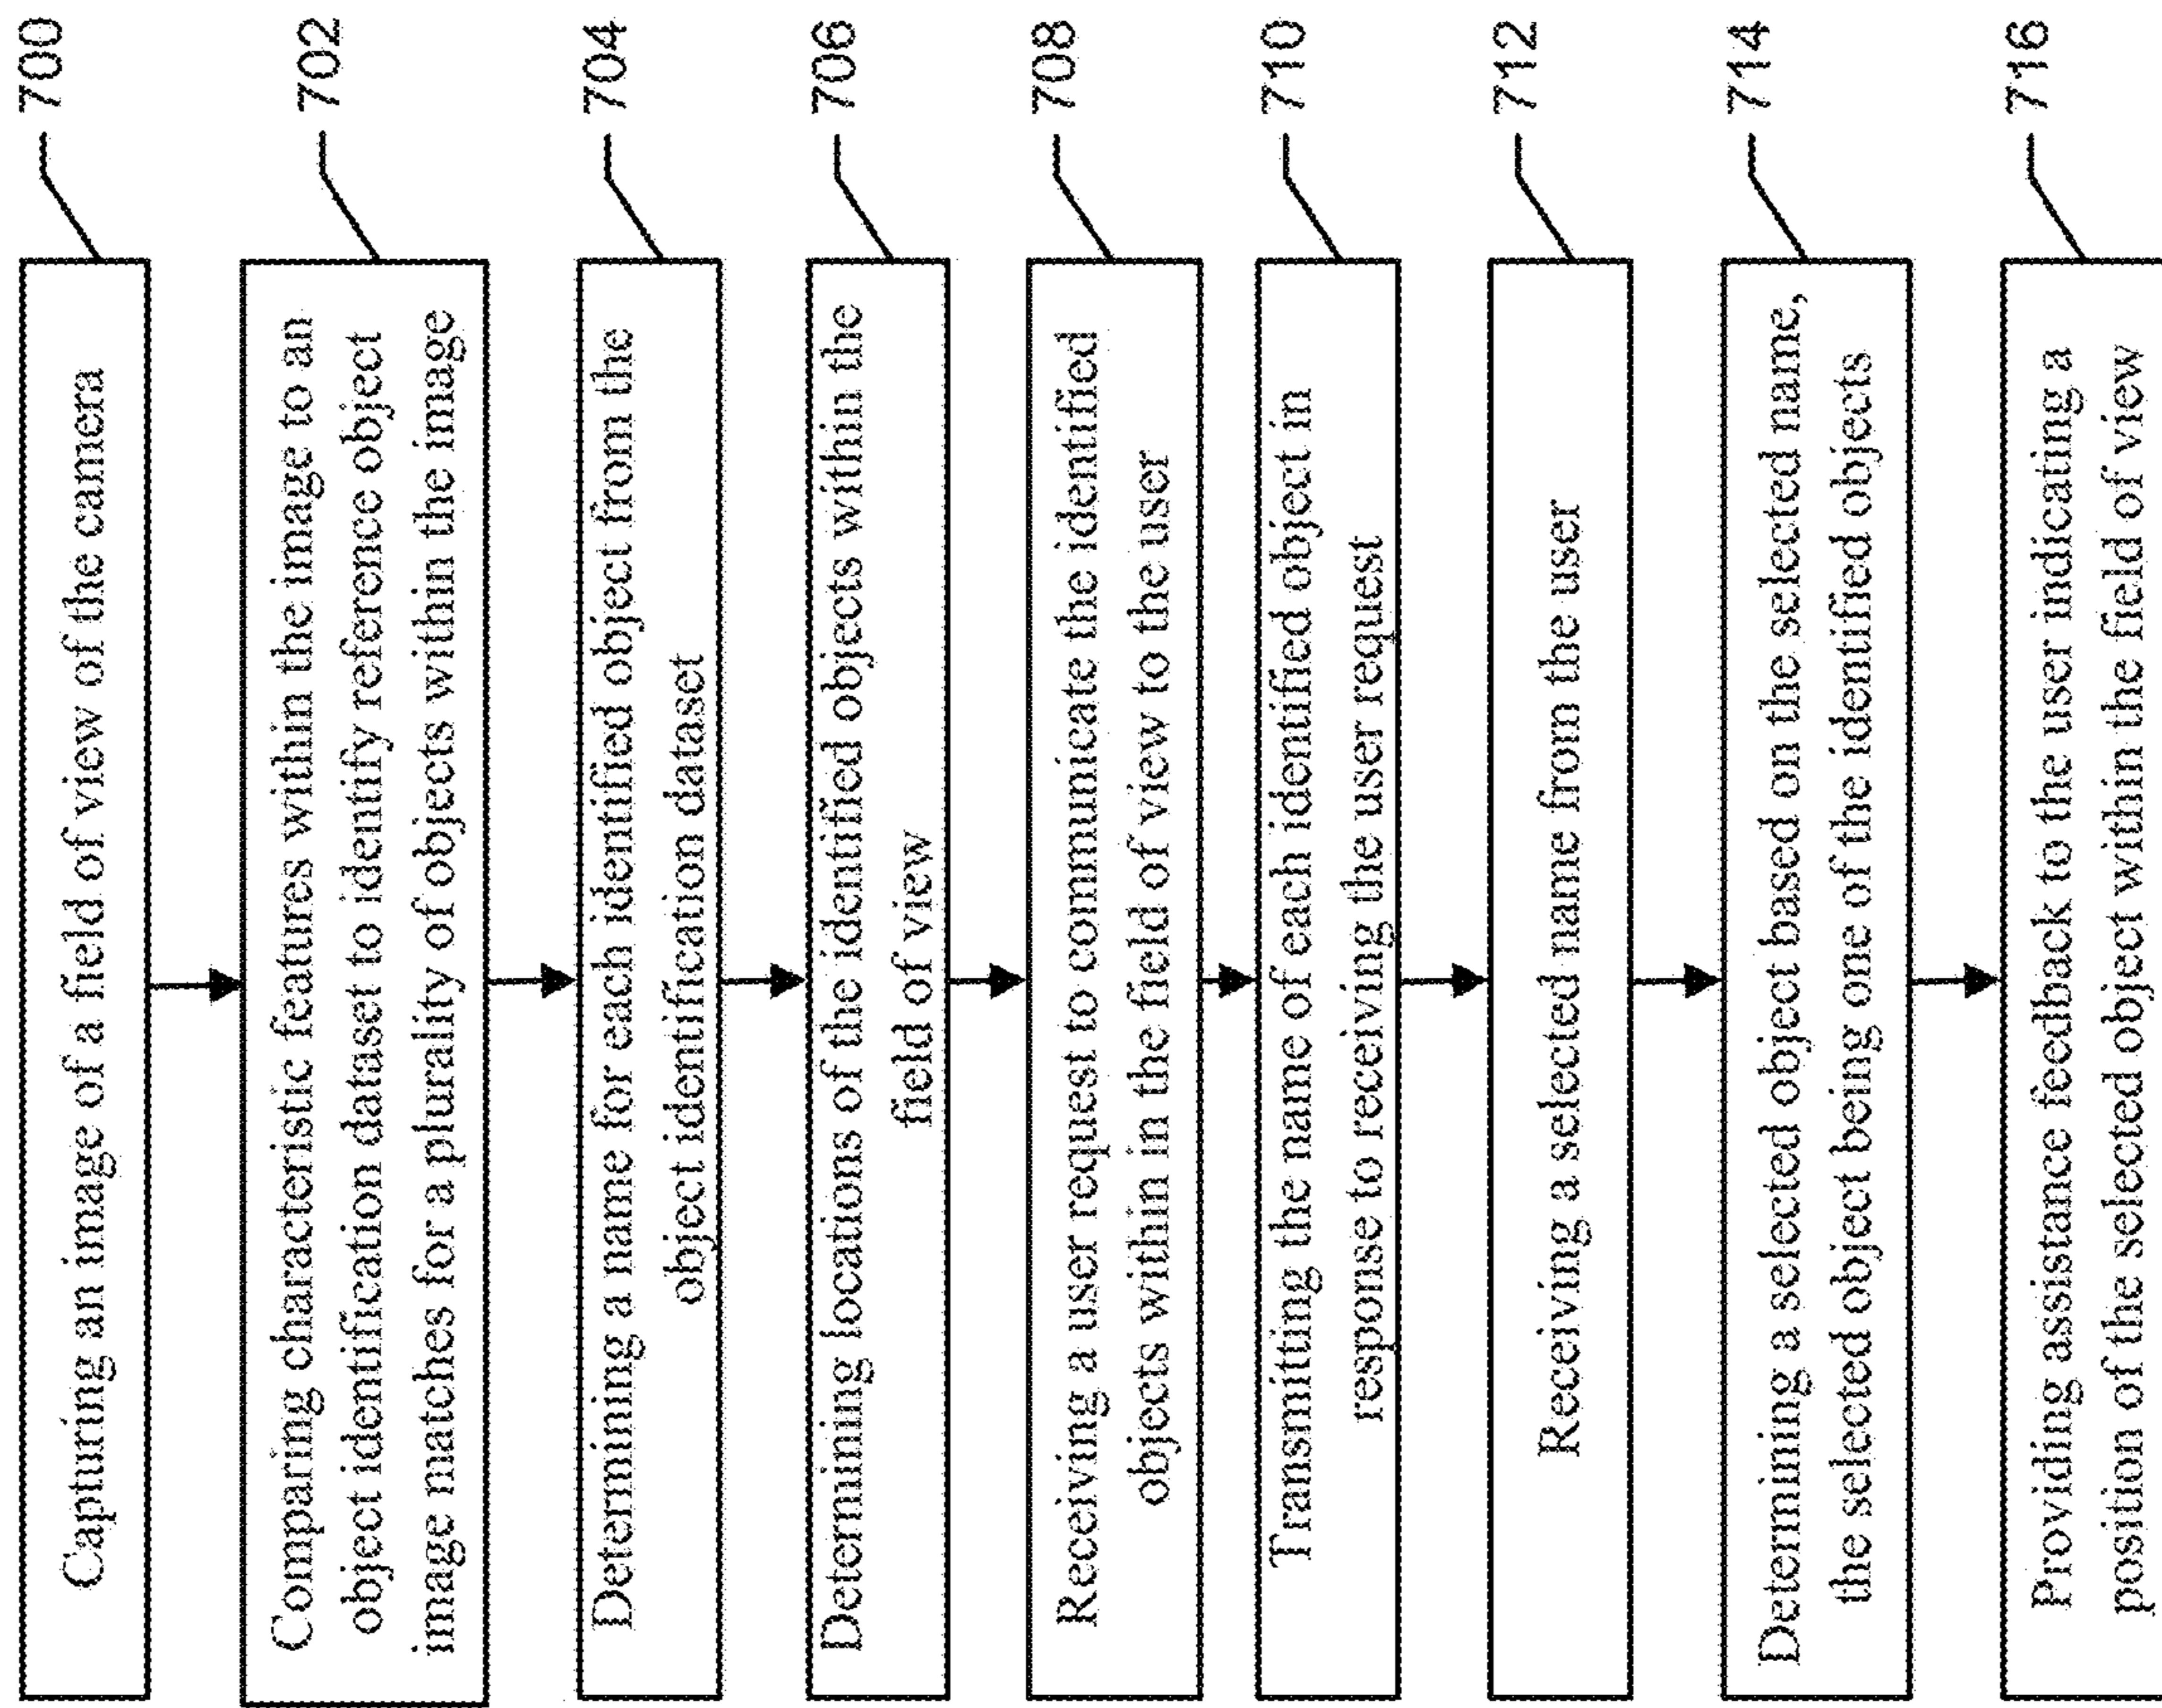 700
Capturing an image of a field of view of the camera
702
Comparing characteristic features within the image to an
object identification dataset to identify reference object
image matches for a plurality of objects within the image
704
Determining a name for each identified object from the
object identification dataset
706
Determining locations of the identified objects within the
field of view
708
Receiving a user request to communicate the identified
objects within in the field of view to the user
710
Transmitting the name of each identified object in
response to receiving the user request
712
Receiving a selected name from the user
714
Determining a selected object based on the selected name,
the selected object being one of the identified objects
716
Providing assistance feedback to the user indicating a
position of the selected object within the field of view